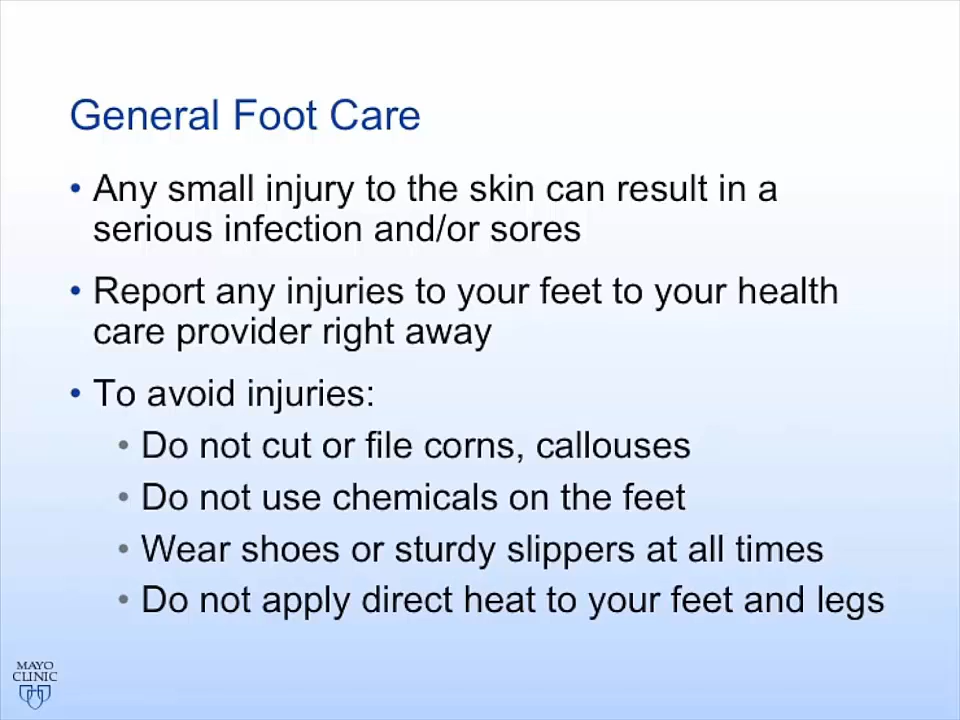 General Foot Care
• Any small injury to the skin can result in a
serious infection and/or sores
• Report any injuries to your feet to your health
care provider right away
• To avoid injuries:
• Do not cut or file corns, callouses
• Do not use chemicals on the feet
• Wear shoes or sturdy slippers at all times
• Do not apply direct heat to your feet and legs
MAYO
CLINIC